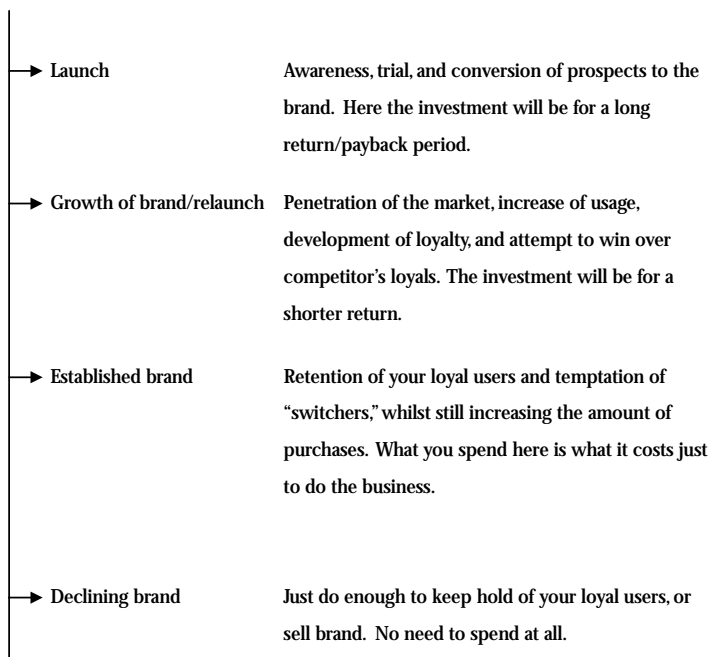 Launch Awareness, trial, and conversion of prospects to the
brand. Here the investment will be for a long
return/payback period.
Growth of brand/relaunch Penetration of the market, increase of usage,
development of loyalty, and attempt to win over
competitor's loyals. The investment will be for a
shorter return.
Established brand Retention of your loyal users and temptation of
“switchers,” whilst still increasing the amount of
purchases. What you spend here is what it costs just
to do the business.
Declining brand Just do enough to keep hold of your loyal users, or
sell brand. No need to spend at all.